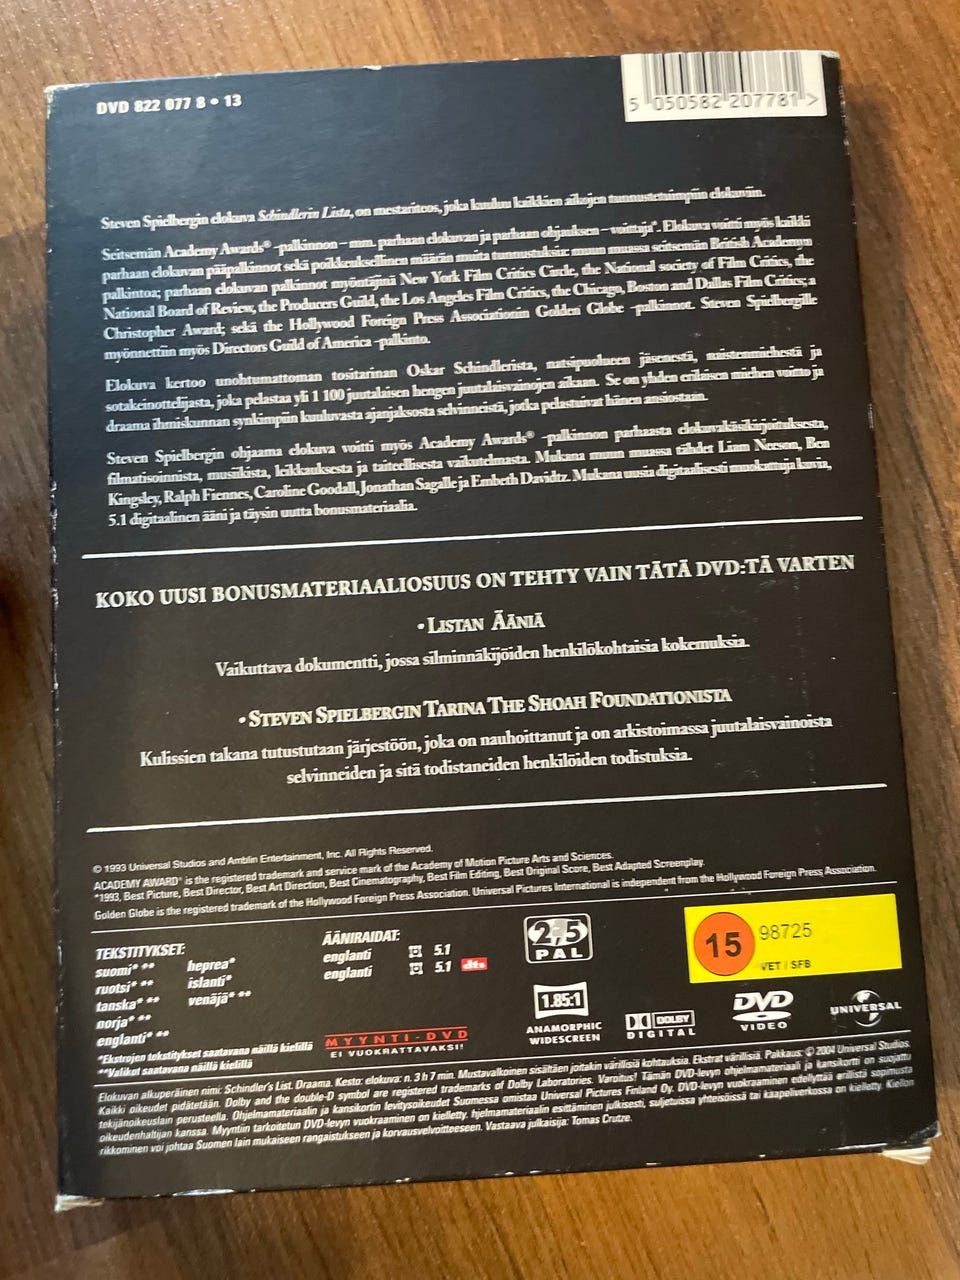 DVD 822 077 8 • 13
5 050582 207781 >
Steven Spielbergin elokuva Schindlerin Lista, on mestariteos, joka kuuluu kaikkien aikojen tunnustetuimpiin elokuviin.
Seitsemän Academy Awards® -palkinnon – mm. parhaan elokuvan ja parhaan ohjauksen – voittaja*. Elokuva voitti myös kaikki
parhaan elokuvan pääpalkinnot sekä poikkeuksellisen määrän muita tunnustuksia: muun muassa seitsemän British Academyn
palkintoa; parhaan elokuvan palkinnot myöntäjinä New York Film Critics Circle, the National society of Film Critics, the
National Board of Review, the Producers Guild, the Los Angeles Film Critics, the Chicago, Boston and Dallas Film Critics; a
Christopher Award; sekä the Hollywood Foreign Press Associationin Golden Globe -palkinnot. Steven Spielbergille
myönnettiin myös Directors Guild of America -palkinto.
Elokuva kertoo unohtumattoman tositarinan Oskar Schindlerista, natsipuolueen jäsenestä, naistenmiehestä ja
sotakeinottelijasta, joka pelastaa yli 1 100 juutalaisen hengen juutalaisvainojen aikaan. Se on yhden erilaisen miehen voitto ja
draama ihmiskunnan synkimpiin kuuluvasta ajanjaksosta selvinneistä, jotka pelastuivat hänen ansiostaan.
Steven Spielbergin ohjaama elokuva voitti myös Academy Awards® -palkinnon parhaasta elokuvakäsikirjoituksesta,
filmatisoinnista, musiikista, leikkauksesta ja taiteellisesta vaikutelmasta. Mukana muun muassa tähdet Liam Neeson, Ben
Kingsley, Ralph Fiennes, Caroline Goodall, Jonathan Sagalle ja Embeth Davidtz. Mukana uusia digitaalisesti muokattuja kuvia,
5.1 digitaalinen ääni ja täysin uutta bonusmateriaalia.
KOKO UUSI BONUSMATERIAALIOSUUS ON TEHTY VAIN TÄTÄ DVD:TÄ VARTEN
• LISTAN ÄÄNIÄ
Vaikuttava dokumentti, jossa silminnäkijöiden henkilökohtaisia kokemuksia.
• STEVEN SPIELBERGIN TARINA THE SHOAH FOUNDATIONISTA
Kulissien takana tutustutaan järjestöön, joka on nauhoittanut ja on arkistoimassa juutalaisvainoista
selvinneiden ja sitä todistaneiden henkilöiden todistuksia.
© 1993 Universal Studios and Amblin Entertainment, Inc. All Rights Reserved.
ACADEMY AWARD® is the registered trademark and service mark of the Academy of Motion Picture Arts and Sciences.
*1993, Best Picture, Best Director, Best Art Direction, Best Cinematography, Best Film Editing, Best Original Score, Best Adapted Screenplay.
Golden Globe is the registered trademark of the Hollywood Foreign Press Association. Universal Pictures International is independent from the Hollywood Foreign Press Association.
TEKSTITYKSET:
suomi* **
ruotsi* **
tanska* **
norja* **
englanti* **
heprea*
islanti*
venäjä* **
*Ekstrojen tekstitykset saatavana näillä kielillä
**Valikot saatavana näillä kielillä
ÄÄNIRAIDAT:
englanti 5.1
englanti 5.1 dts
MYYNTI-DVD
EI VUOKRATTAVAKSI!
2,5
PAL
1.85:1
ANAMORPHIC
WIDESCREEN
DOLBY
DIGITAL
15
98725
VET / SFB
DVD
VIDEO
UNIVERSAL
Elokuvan alkuperäinen nimi: Schindler's List. Draama. Kesto: elokuva: n. 3 h 7 min. Mustavalkoinen sisältäen joitakin värillisiä kohtauksia. Ekstrat värillisiä. Pakkaus: © 2004 Universal Studios.
Kaikki oikeudet pidätetään. Dolby and the double-D symbol are registered trademarks of Dolby Laboratories. Varoitus! Tämän DVD-levyn ohjelmamateriaali ja kansikortti on suojattu
tekijänoikeuslain perusteella. Ohjelmamateriaalin ja kansikortin levitysoikeudet Suomessa omistaa Universal Pictures Finland Oy. DVD-levyn vuokraaminen edellyttää erillistä sopimusta
oikeudenhaltijan kanssa. Myyntiin tarkoitetun DVD-levyn vuokraaminen on kielletty. hjelmamateriaalin esittäminen julkisesti, suljetuissa yhteisöissä tai kaapeliverkossa on kielletty. Kiellon
rikkominen voi johtaa Suomen lain mukaiseen rangaistukseen ja korvausvelvoitteeseen. Vastaava julkaisija: Tomas Crutze.